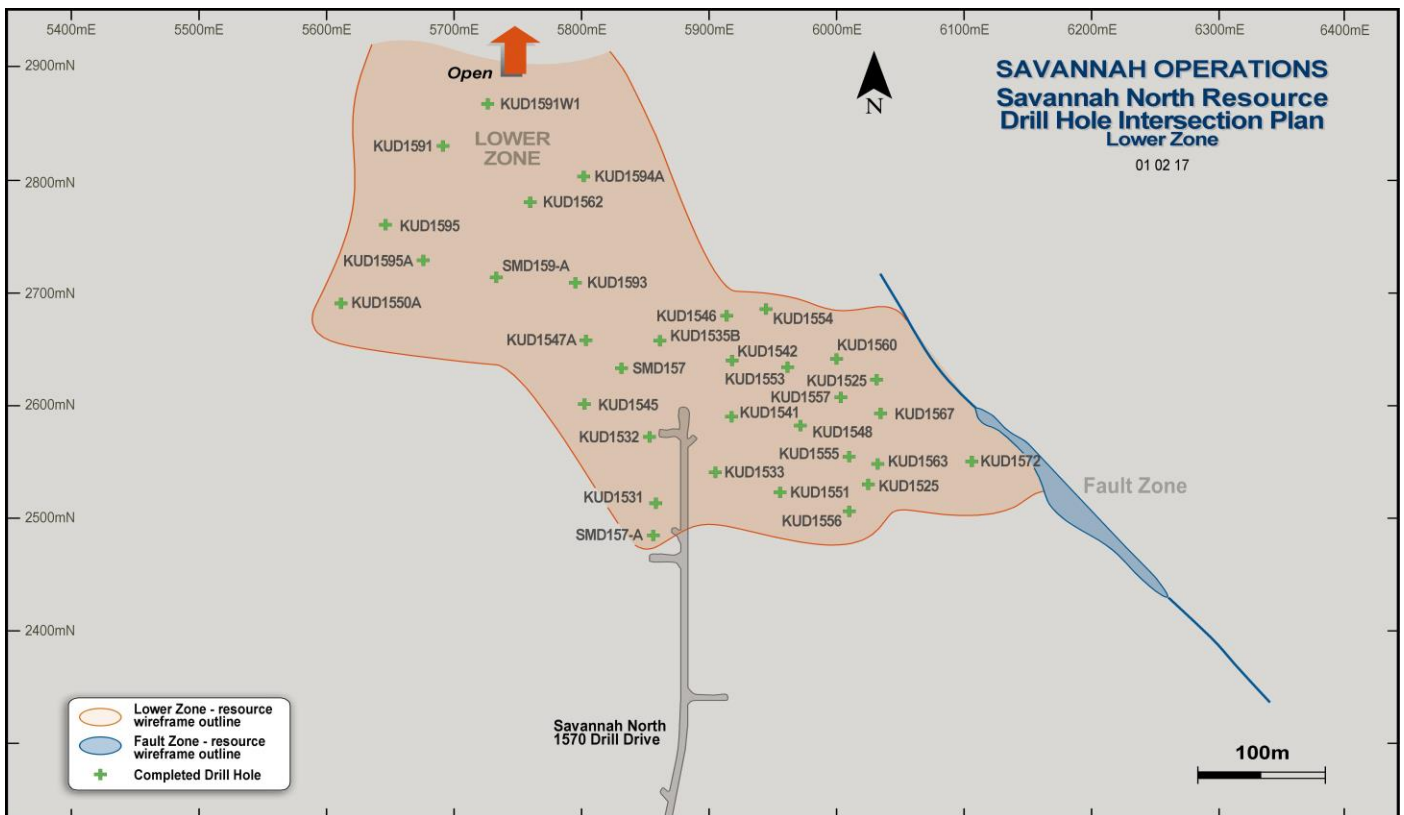 5400mE 5500mE 5600mE 5700mE 5800mE 5900mE 6000mE 6100mE 6200mE 6300mE 6400mE
2900mN
2800mN
2700mN
2600mN
2500mN
2400mN
Open
N
SAVANNAH OPERATIONS
Savannah North Resource
Drill Hole Intersection Plan
Lower Zone
01 02 17
KUD1591W1
KUD1591
LOWER
ZONE
KUD1594A
KUD1562
KUD1595
KUD1595A
SMD159-A
KUD1593
KUD1550A
KUD1546
KUD1554
KUD1547A
KUD1535B
KUD1542
KUD1560
SMD157
KUD1553
KUD1525
KUD1557
KUD1545
KUD1541
KUD1567
KUD1532
KUD1548
KUD1555
KUD1563
KUD1572
KUD1533
KUD1551
KUD1525
KUD1531
KUD1556
SMD157-A
Fault Zone
Lower Zone - resource
wireframe outline
Fault Zone - resource
wireframe outline
Completed Drill Hole
Savannah North
1570 Drill Drive
100m